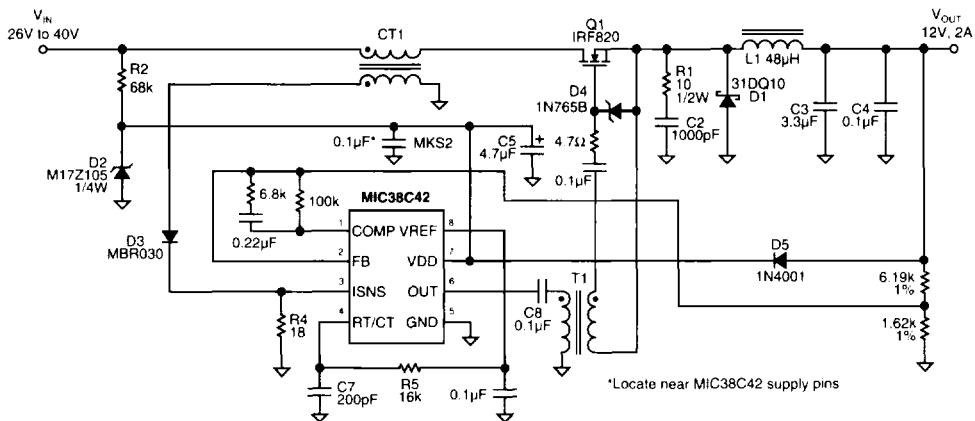 VIN
26V to 40V
CT1
Q1
IRF820
VOUT
12V, 2A
R2
68k
D4
1N765B
R1
10
1/2W
31DQ10
D1
L1 48µH
C3
3.3µF
C4
0.1µF
C2
1000pF
0.1µF*
MKS2
C5
4.7µF
+
4.7Ω
0.1µF
D2
M17Z105
1/4W
6.8k
100k
MIC38C42
0.22µF
D3
MBR030
1 COMP VREF 8
2 FB VDD 7
3 ISNS OUT 6
4 RT/CT GND 5
D5
1N4001
T1
C8
0.1µF
6.19k
1%
1.62k
1%
R4
18
C7
200pF
R5
16k
0.1µF
*Locate near MIC38C42 supply pins